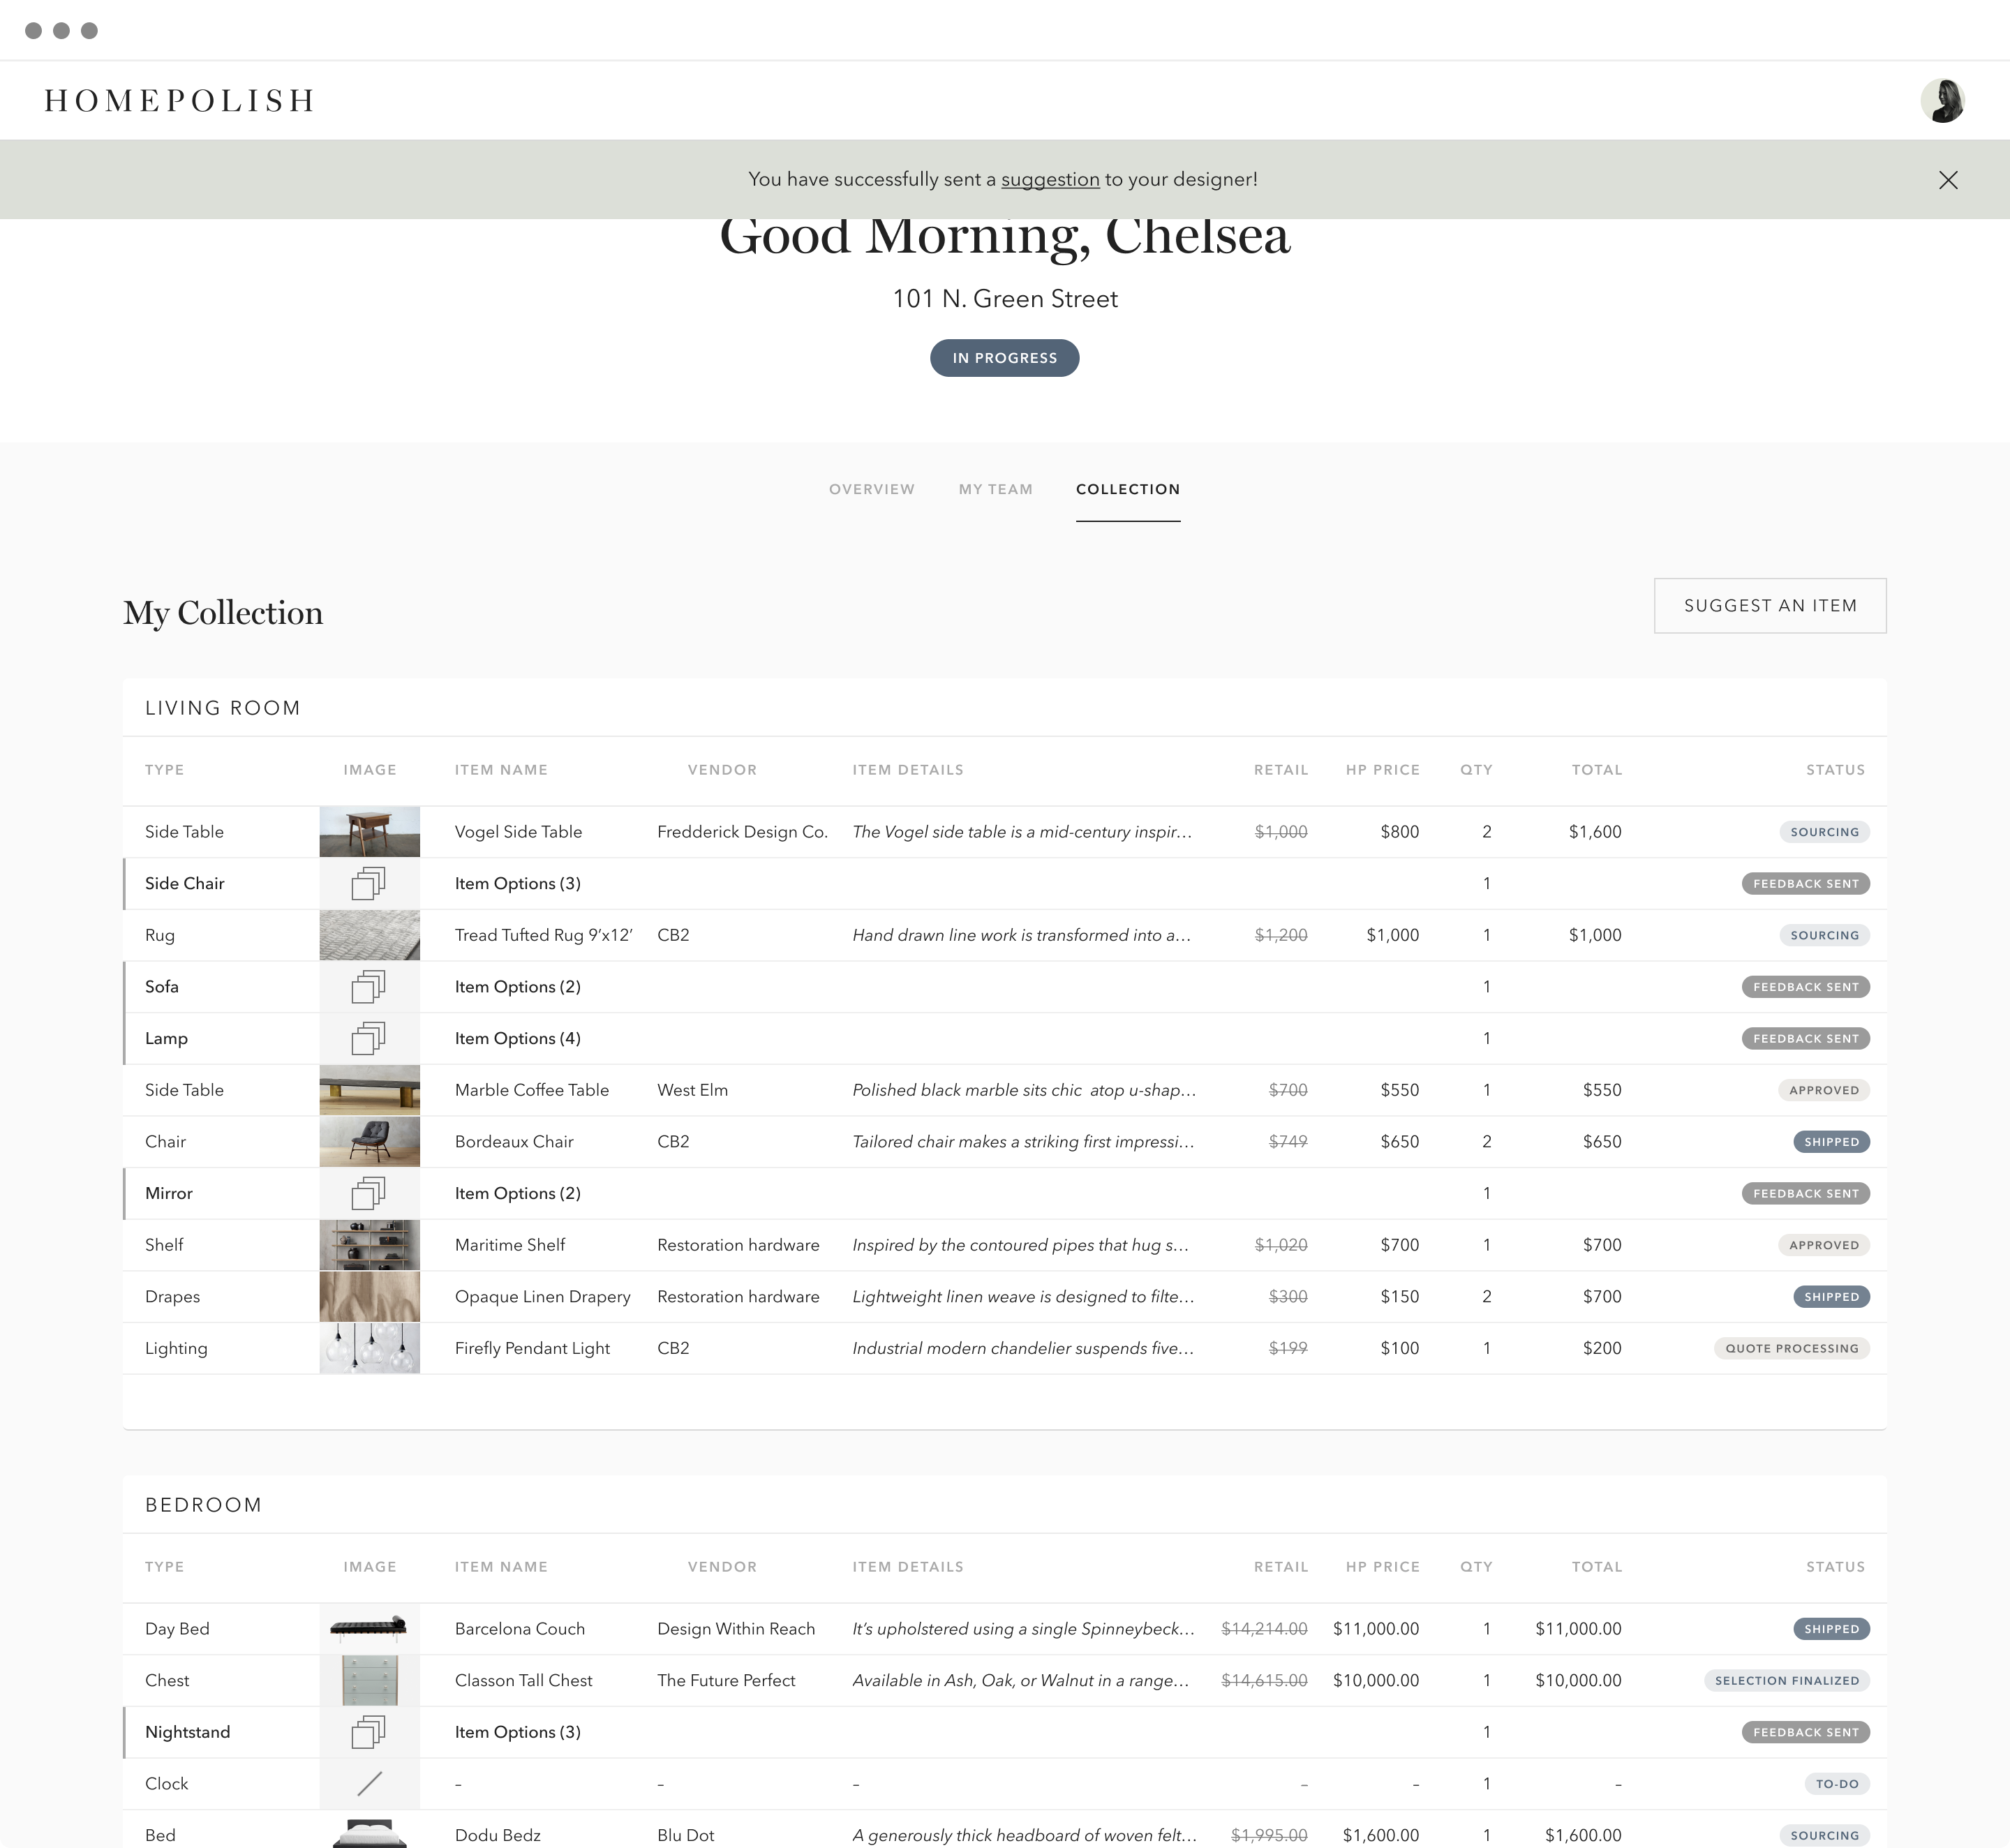 HOMEPOLISH
You have successfully sent a suggestion to your designer!
Good Morning, Chelsea
101 N. Green Street
IN PROGRESS
OVERVIEW MY TEAM COLLECTION
My Collection
SUGGEST AN ITEM
LIVING ROOM
TYPE IMAGE ITEM NAME VENDOR ITEM DETAILS RETAIL HP PRICE QTY TOTAL STATUS
Side Table Vogel Side Table Fredderick Design Co. The Vogel side table is a mid-century inspir... $1,000 $800 2 $1,600 SOURCING
Side Chair Item Options (3) 1 FEEDBACK SENT
Rug Tread Tufted Rug 9’x12’ CB2 Hand drawn line work is transformed into a... $1,200 $1,000 1 $1,000 SOURCING
Sofa Item Options (2) 1 FEEDBACK SENT
Lamp Item Options (4) 1 FEEDBACK SENT
Side Table Marble Coffee Table West Elm Polished black marble sits chic atop u-shap... $700 $550 1 $550 APPROVED
Chair Bordeaux Chair CB2 Tailored chair makes a striking first impressi... $749 $650 2 $650 SHIPPED
Mirror Item Options (2) 1 FEEDBACK SENT
Shelf Maritime Shelf Restoration hardware Inspired by the contoured pipes that hug s... $1,020 $700 1 $700 APPROVED
Drapes Opaque Linen Drapery Restoration hardware Lightweight linen weave is designed to filte... $300 $150 2 $700 SHIPPED
Lighting Firefly Pendant Light CB2 Industrial modern chandelier suspends five... $199 $100 1 $200 QUOTE PROCESSING
BEDROOM
TYPE IMAGE ITEM NAME VENDOR ITEM DETAILS RETAIL HP PRICE QTY TOTAL STATUS
Day Bed Barcelona Couch Design Within Reach It’s upholstered using a single Spinneybeck... $14,214.00 $11,000.00 1 $11,000.00 SHIPPED
Chest Classon Tall Chest The Future Perfect Available in Ash, Oak, or Walnut in a range... $14,615.00 $10,000.00 1 $10,000.00 SELECTION FINALIZED
Nightstand Item Options (3) 1 FEEDBACK SENT
Clock – – – – – 1 – TO-DO
Bed Dodu Bedz Blu Dot A generously thick headboard of woven felt... $1,995.00 $1,600.00 1 $1,600.00 SOURCING